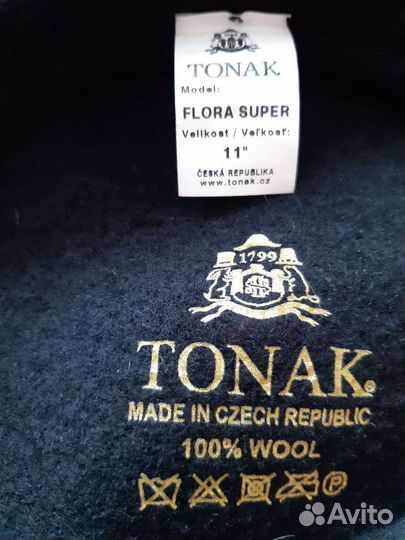 TONAK
Model:
FLORA SUPER
Velikost / Veľkosť:
11"
ČESKÁ REPUBLIKA
www.tonak.cz
1799
TONAK®
MADE IN CZECH REPUBLIC
100% WOOL
P
Avito